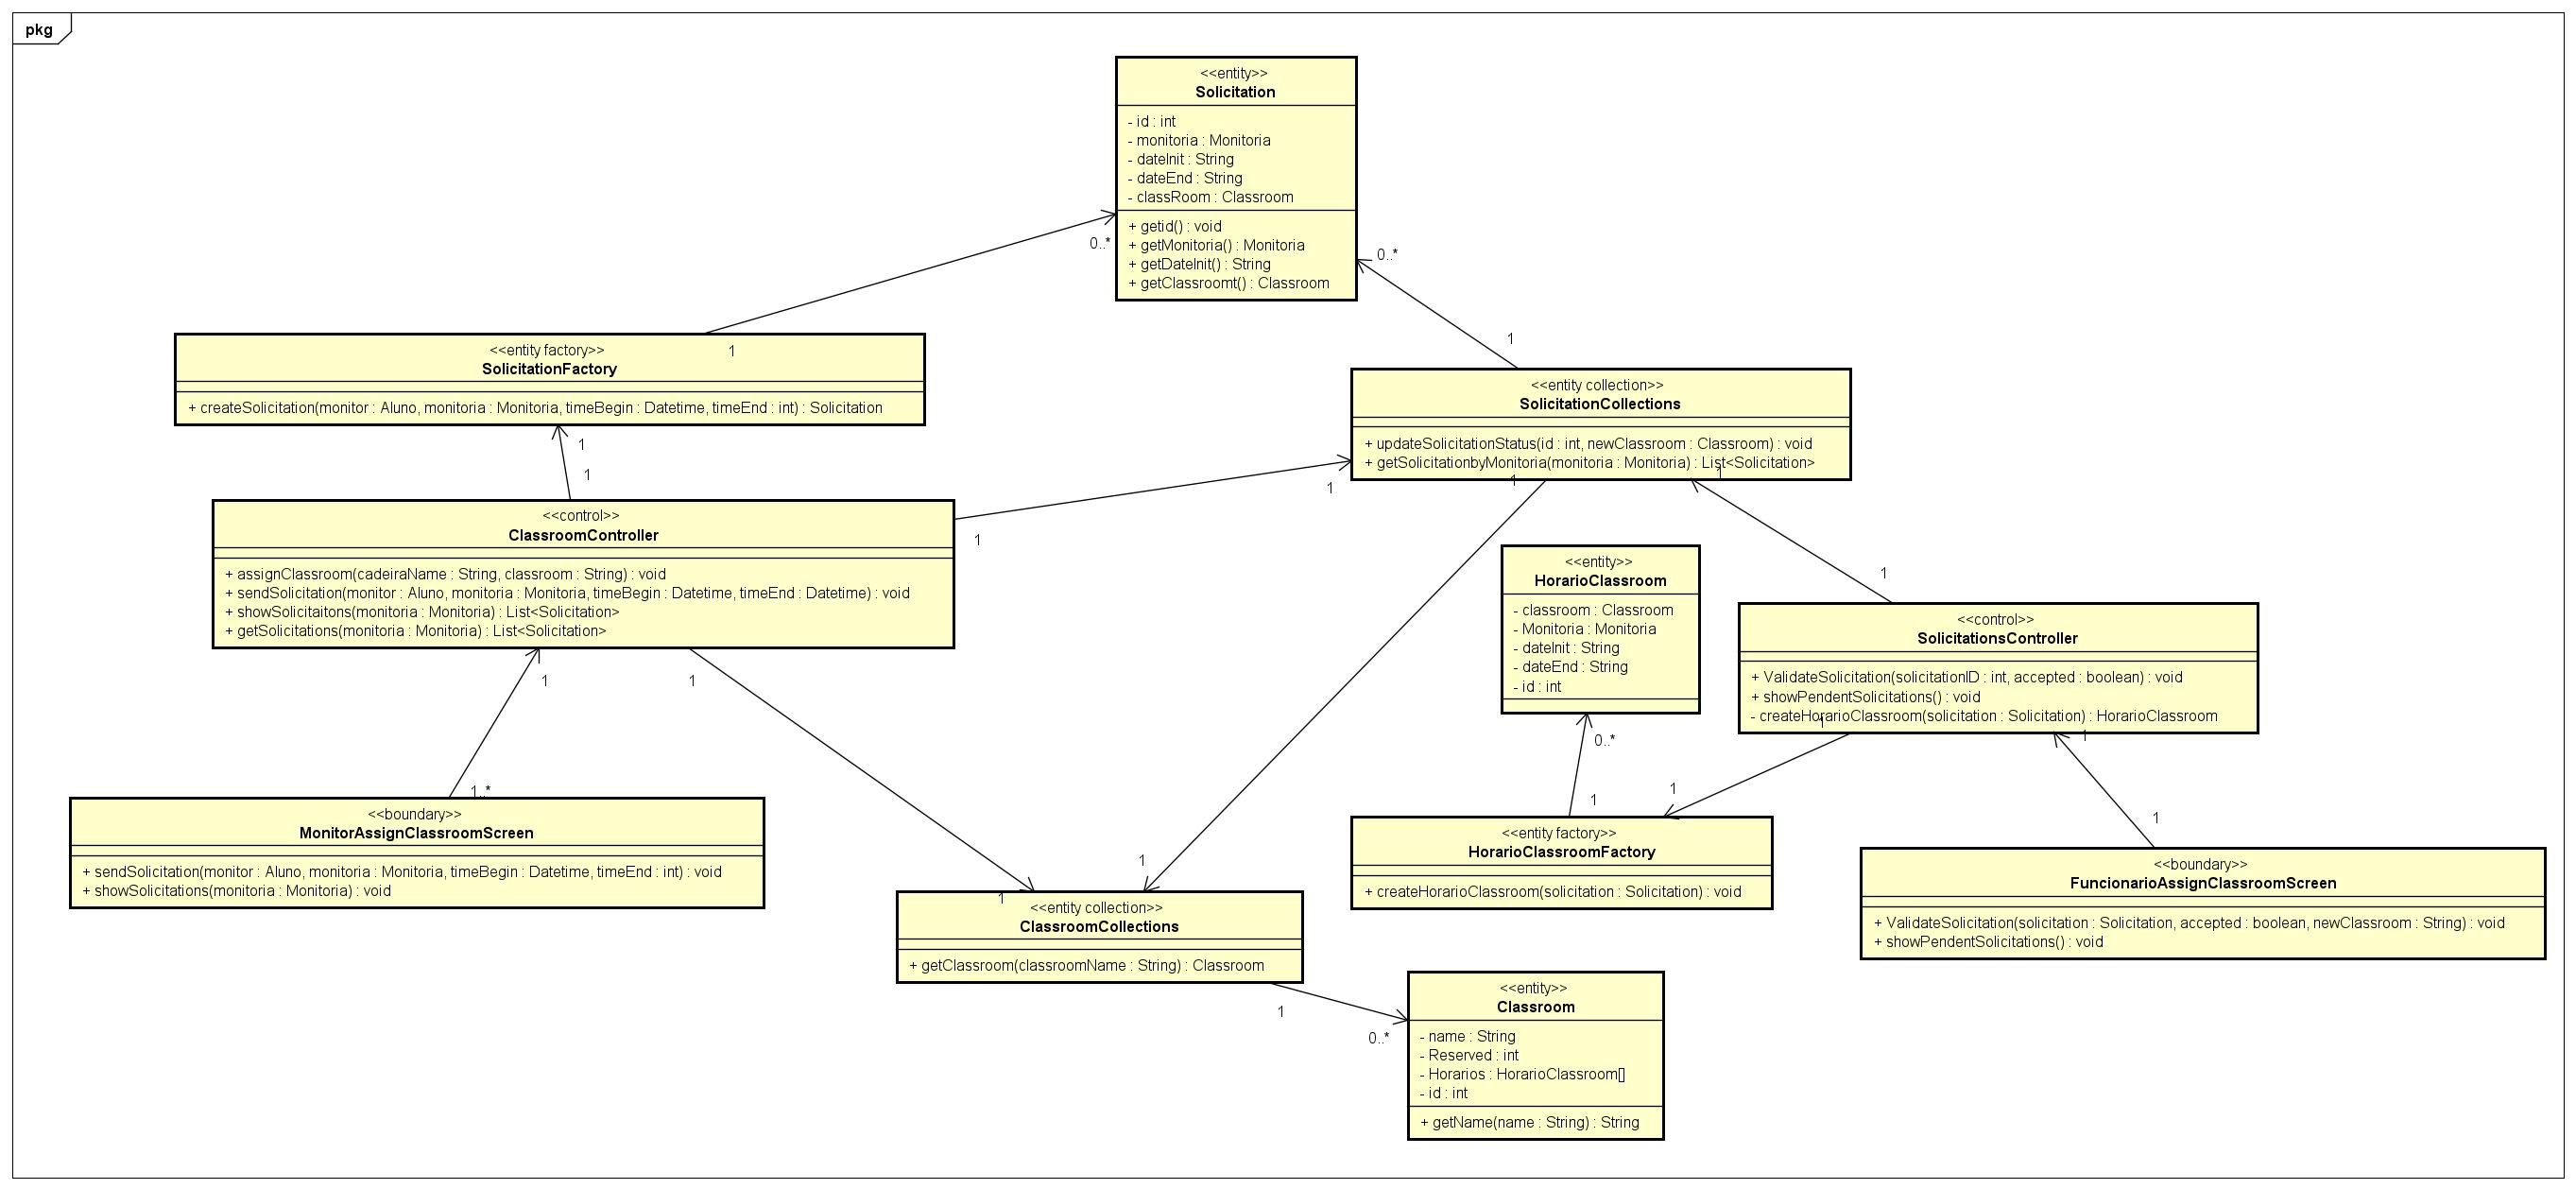 pkg
<<entity>>
Solicitation
- id : int
- monitoria : Monitoria
- dateInit : String
- dateEnd : String
- classRoom : Classroom
+ getid() : void
+ getMonitoria() : Monitoria
+ getDateInit() : String
+ getClassroomt() : Classroom
0..*
0..*
1
1
<<entity factory>>
SolicitationFactory
+ createSolicitation(monitor : Aluno, monitoria : Monitoria, timeBegin : Datetime, timeEnd : int) : Solicitation
<<entity collection>>
SolicitationCollections
+ updateSolicitationStatus(id : int, newClassroom : Classroom) : void
+ getSolicitationbyMonitoria(monitoria : Monitoria) : List<Solicitation>
1
1
1
1
1
1
1
<<control>>
ClassroomController
+ assignClassroom(cadeiraName : String, classroom : String) : void
+ sendSolicitation(monitor : Aluno, monitoria : Monitoria, timeBegin : Datetime, timeEnd : Datetime) : void
+ showSolicitaitons(monitoria : Monitoria) : List<Solicitation>
+ getSolicitations(monitoria : Monitoria) : List<Solicitation>
<<entity>>
HorarioClassroom
- classroom : Classroom
- Monitoria : Monitoria
- dateInit : String
- dateEnd : String
- id : int
<<control>>
SolicitationsController
+ ValidateSolicitation(solicitationID : int, accepted : boolean) : void
+ showPendentSolicitations() : void
- createHorarioClassroom(solicitation : Solicitation) : HorarioClassroom
1
1
1
1
0..*
1
1..*
1
1
1
1
1
<<boundary>>
MonitorAssignClassroomScreen
+ sendSolicitation(monitor : Aluno, monitoria : Monitoria, timeBegin : Datetime, timeEnd : int) : void
+ showSolicitations(monitoria : Monitoria) : void
<<entity factory>>
HorarioClassroomFactory
+ createHorarioClassroom(solicitation : Solicitation) : void
<<boundary>>
FuncionarioAssignClassroomScreen
+ ValidateSolicitation(solicitation : Solicitation, accepted : boolean, newClassroom : String) : void
+ showPendentSolicitations() : void
<<entity collection>>
ClassroomCollections
+ getClassroom(classroomName : String) : Classroom
1
0..*
<<entity>>
Classroom
- name : String
- Reserved : int
- Horarios : HorarioClassroom[]
- id : int
+ getName(name : String) : String